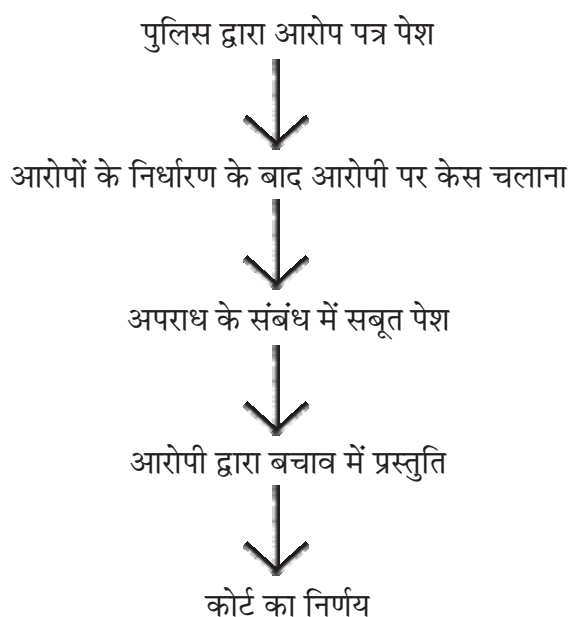 पुलिस द्वारा आरोप पत्र पेश
आरोपों के निर्धारण के बाद आरोपी पर केस चलाना
अपराध के संबंध में सबूत पेश
आरोपी द्वारा बचाव में प्रस्तुति
कोर्ट का निर्णय